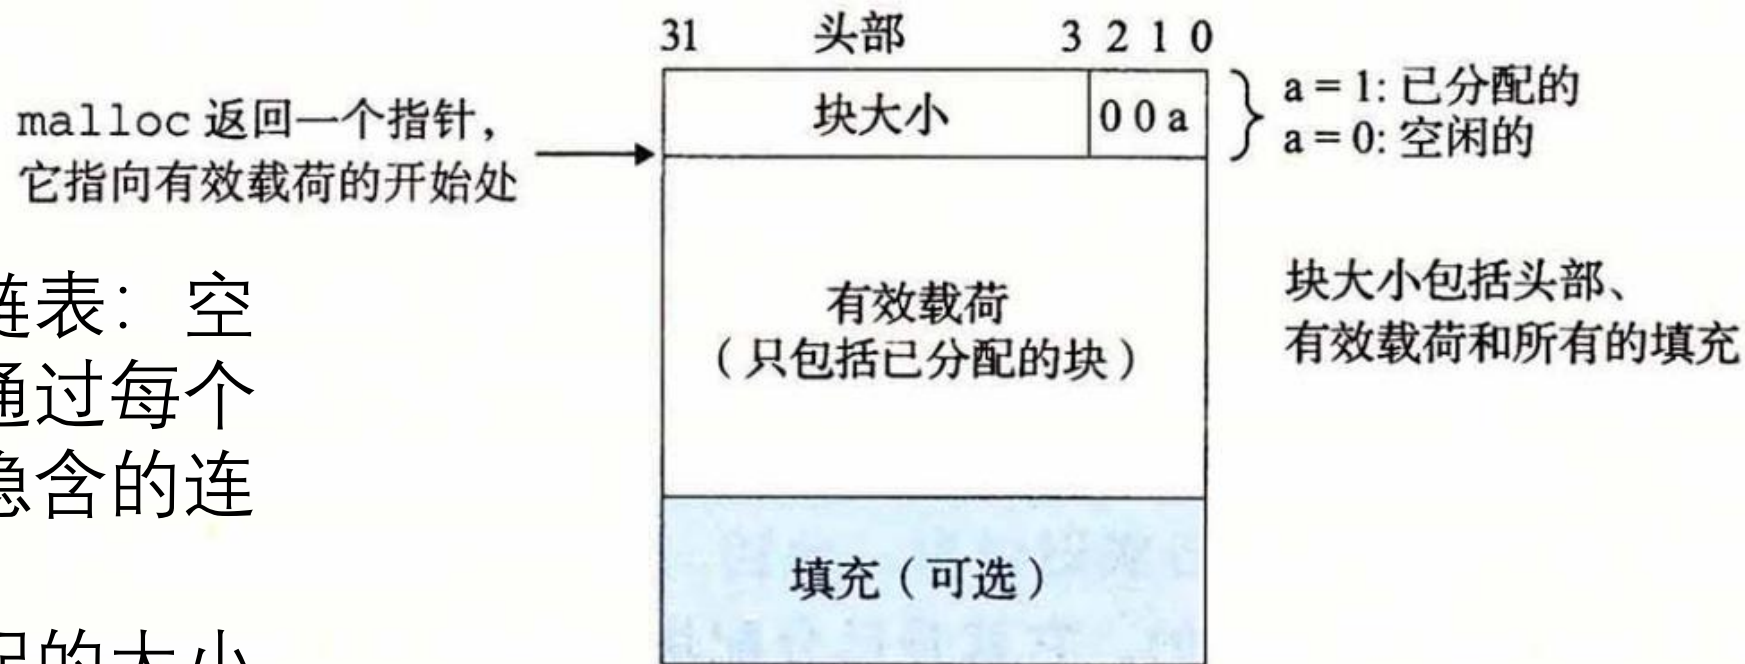 31 头部 3 2 1 0
块大小 0 0 a
a = 1: 已分配的
a = 0: 空闲的
malloc 返回一个指针，
它指向有效载荷的开始处
有效载荷
（只包括已分配的块）
块大小包括头部、
有效载荷和所有的填充
填充（可选）
链表：空
通过每个
含的连
的大小